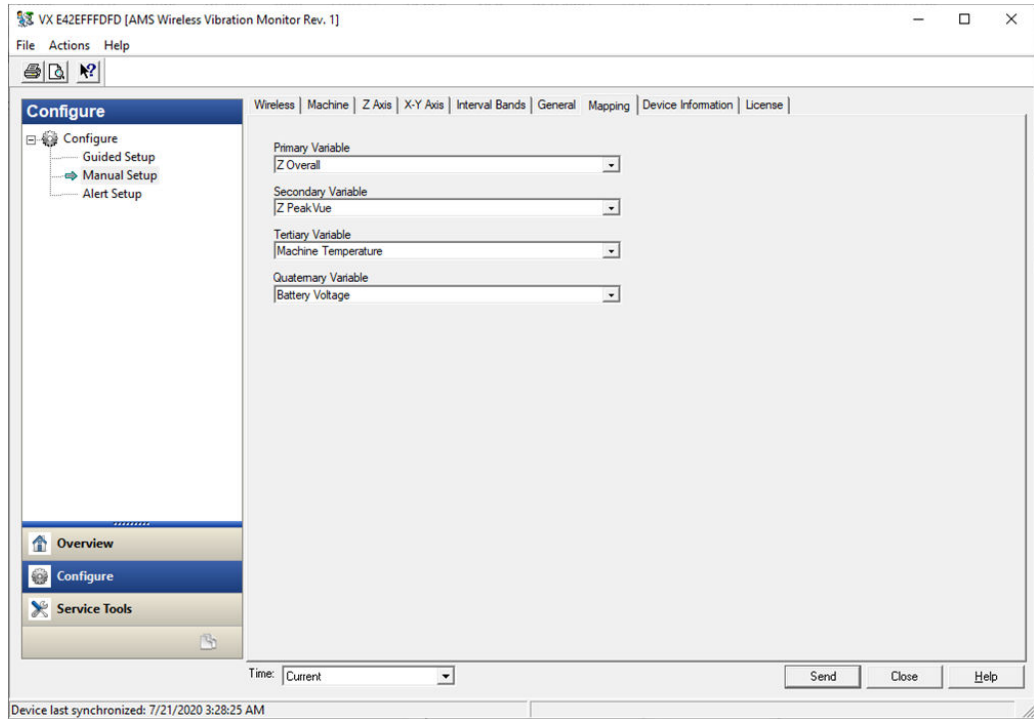 VX E42EFFFDFD [AMS Wireless Vibration Monitor Rev. 1]
File Actions Help
Configure
Configure
Guided Setup
Manual Setup
Alert Setup
Overview
Configure
Service Tools
Wireless Machine Z Axis X-Y Axis Interval Bands General Mapping Device Information License
Primary Variable
Z Overall
Secondary Variable
Z PeakVue
Tertiary Variable
Machine Temperature
Quaternary Variable
Battery Voltage
Time: Current Send Close Help
Device last synchronized: 7/21/2020 3:28:25 AM